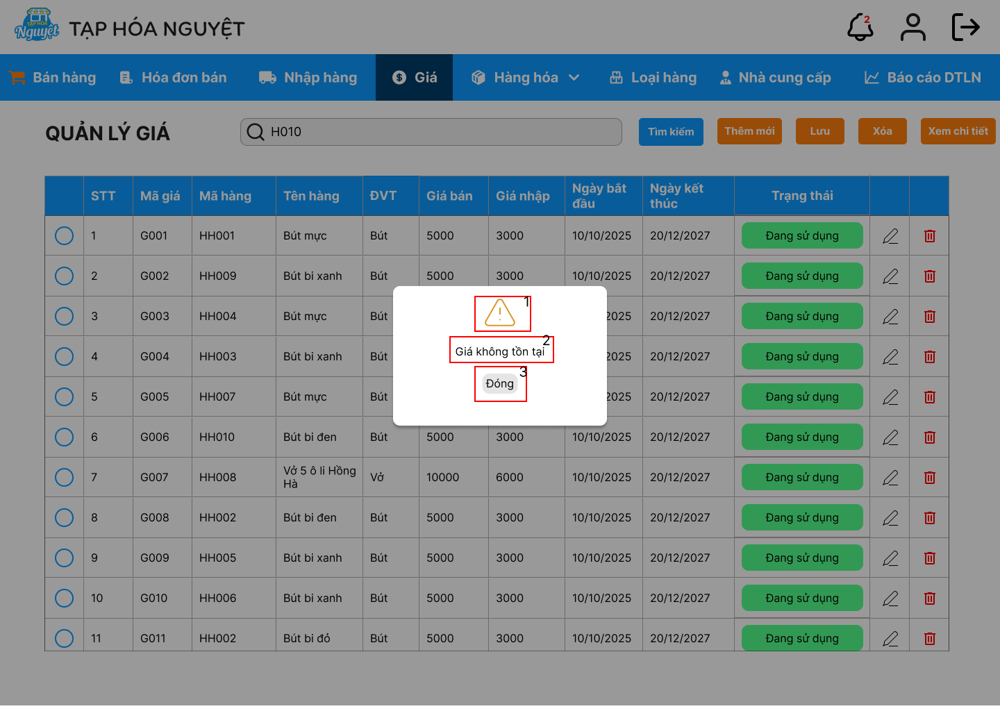 TẠP HÓA
Nguyệt
TẠP HÓA NGUYỆT
2
Bán hàng
Hóa đơn bán
Nhập hàng
$ Giá
Hàng hóa
Loại hàng
Nhà cung cấp
Báo cáo DTLN
QUẢN LÝ GIÁ
H010
Tìm kiếm
Thêm mới
Lưu
Xóa
Xem chi tiết
STT Mã giá Mã hàng Tên hàng ĐVT Giá bán Giá nhập Ngày bắt đầu Ngày kết thúc Trạng thái
1 G001 HH001 Bút mực Bút 5000 3000 10/10/2025 20/12/2027 Đang sử dụng
2 G002 HH009 Bút bi xanh Bút 5000 3000 10/10/2025 20/12/2027 Đang sử dụng
3 G003 HH004 Bút mực Bút 2025 20/12/2027 Đang sử dụng
4 G004 HH003 Bút bi xanh Bút 2025 20/12/2027 Đang sử dụng
5 G005 HH007 Bút mực Bút 2025 20/12/2027 Đang sử dụng
6 G006 HH010 Bút bi đen Bút 5000 3000 10/10/2025 20/12/2027 Đang sử dụng
7 G007 HH008 Vở 5 ô li Hồng Hà Vở 10000 6000 10/10/2025 20/12/2027 Đang sử dụng
8 G008 HH002 Bút bi đen Bút 5000 3000 10/10/2025 20/12/2027 Đang sử dụng
9 G009 HH005 Bút bi xanh Bút 5000 3000 10/10/2025 20/12/2027 Đang sử dụng
10 G010 HH006 Bút bi xanh Bút 5000 3000 10/10/2025 20/12/2027 Đang sử dụng
11 G011 HH002 Bút bi đỏ Bút 5000 3000 10/10/2025 20/12/2027 Đang sử dụng
1
2
Giá không tồn tại
3
Đóng